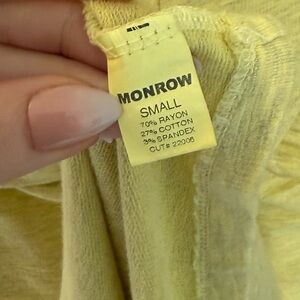 MONROW
SMALL
70% RAYON
27% COTTON
3% SPANDEX
CUT# 22006